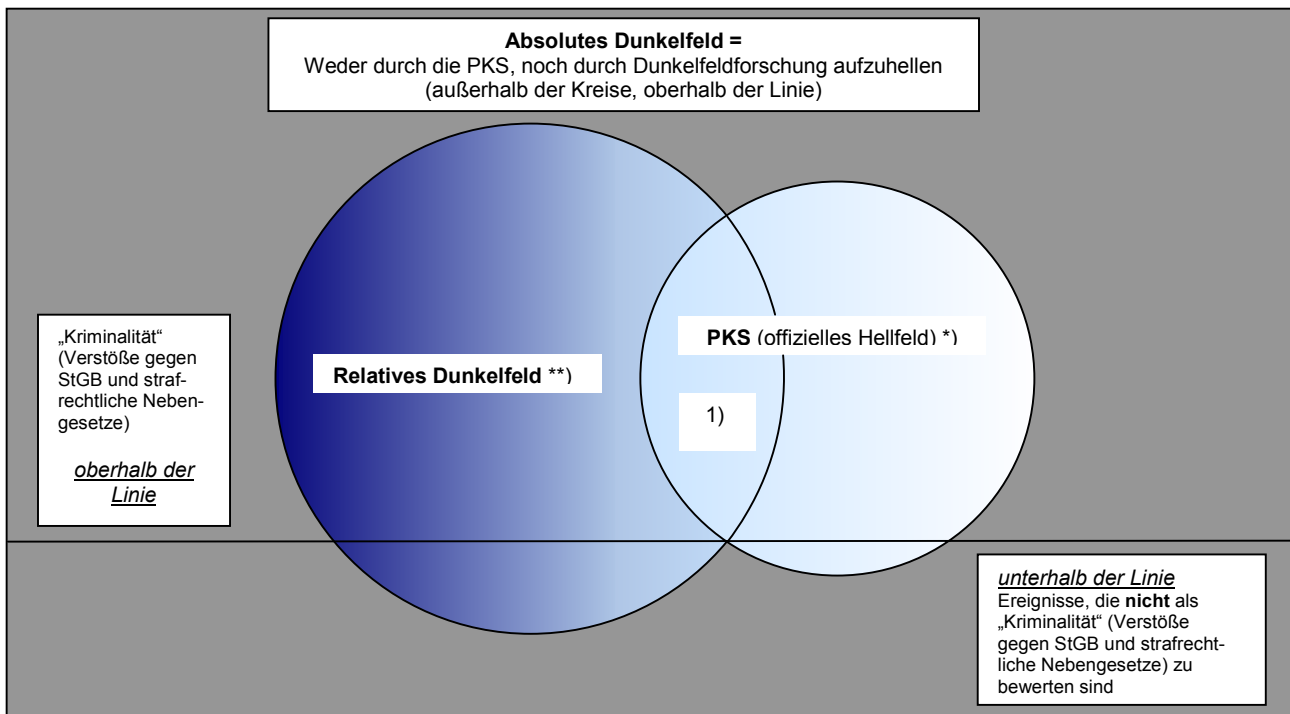 Absolutes Dunkelfeld =
Weder durch die PKS, noch durch Dunkelfeldforschung aufzuhellen
(außerhalb der Kreise, oberhalb der Linie)
„Kriminalität“
(Verstöße gegen
StGB und straf-
rechtliche Neben-
gesetze)
oberhalb der
Linie
Relatives Dunkelfeld **)
PKS (offizielles Hellfeld) *)
1)
unterhalb der Linie
Ereignisse, die nicht als
„Kriminalität“ (Verstöße
gegen StGB und strafrecht-
liche Nebengesetze) zu
bewerten sind